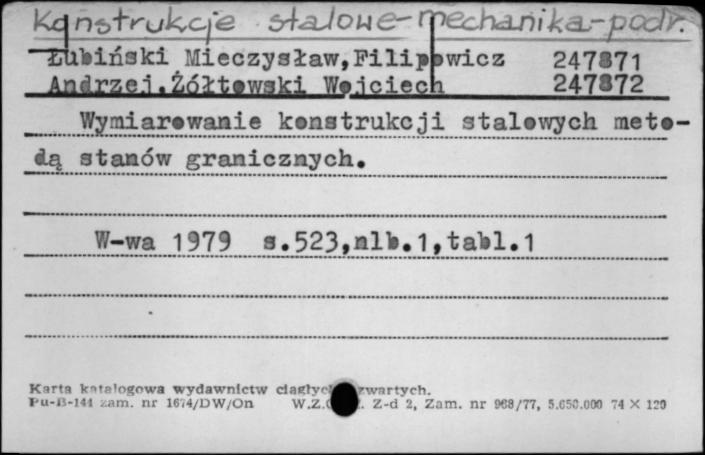 Konstrukcje stalowe-mechanika-podr.
Łubiński Mieczysław,Filipowicz 247871
Andrzej.Żółtowski Wojciech 247872
Wymiarowanie konstrukcji stalowych meto-
dą stanów granicznych.
W-wa 1979 s.523,nlb.1,tabl.1
Karta katalogowa wydawnictw ciągłych zwartych.
Pu-B-144 zam. nr 1674/DW/On W.Z. Z-d 2, Zam. nr 968/77, 5.650.000 74 X 120